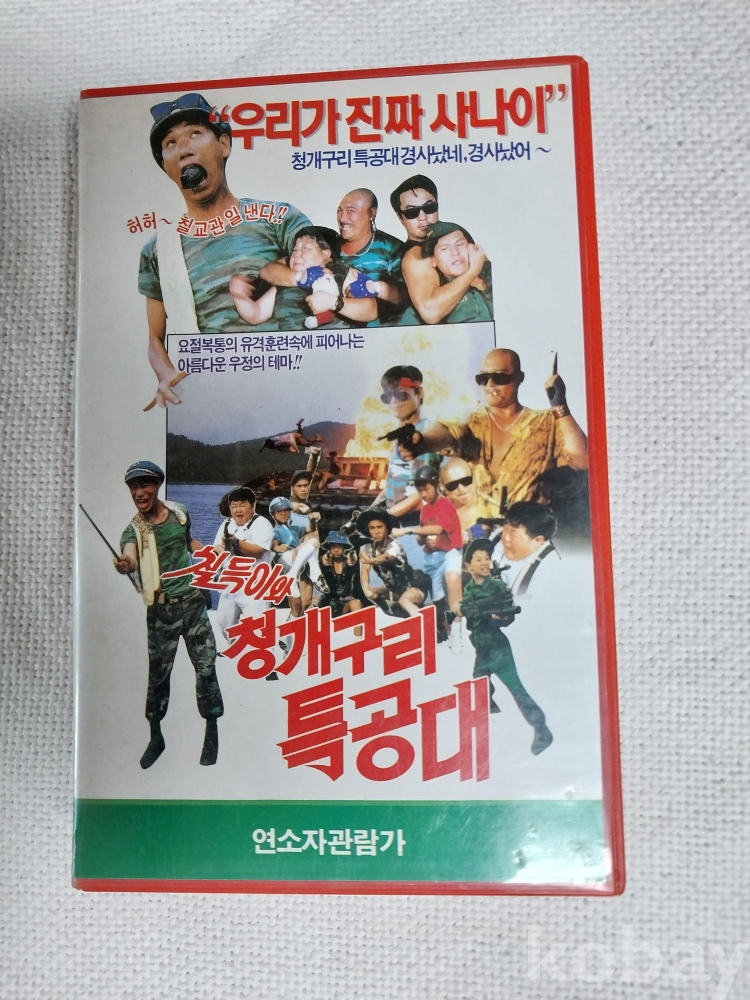 “우리가 진짜 사나이”
청개구리 특공대 경사났네, 경사났어～
허허～ 칠교관 일 낸다!!
요절복통의 유격훈련속에 피어나는
아름다운 우정의 테마!!
칠득이와
청개구리
특공대
연소자관람가
kobay